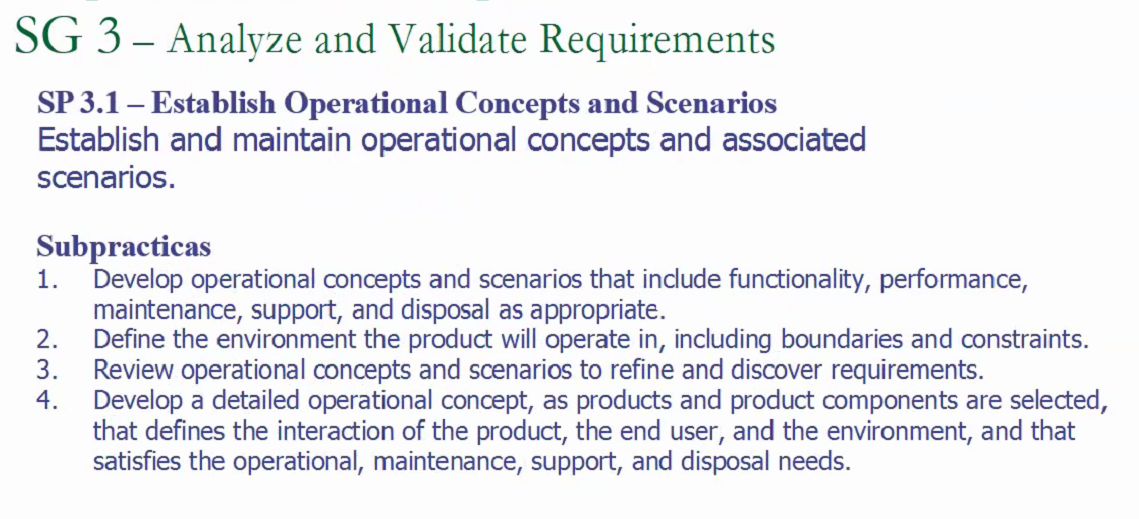 SG 3 – Analyze and Validate Requirements
SP 3.1 – Establish Operational Concepts and Scenarios
Establish and maintain operational concepts and associated
scenarios.
Subpracticas
1. Develop operational concepts and scenarios that include functionality, performance,
maintenance, support, and disposal as appropriate.
2. Define the environment the product will operate in, including boundaries and constraints.
3. Review operational concepts and scenarios to refine and discover requirements.
4. Develop a detailed operational concept, as products and product components are selected,
that defines the interaction of the product, the end user, and the environment, and that
satisfies the operational, maintenance, support, and disposal needs.